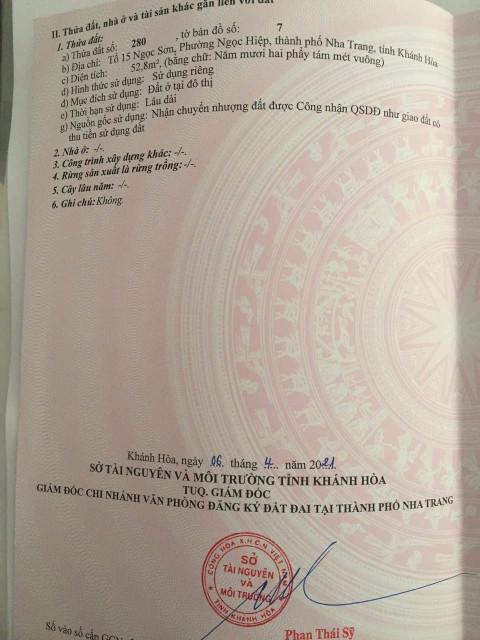 II. Thửa đất, nhà ở và tài sản khác gắn liền với đất
1. Thửa đất:
a) Thửa đất số: 280 , tờ bản đồ số: 7
b) Địa chỉ: Tổ 15 Ngọc Sơn, Phường Ngọc Hiệp, thành phố Nha Trang, tỉnh Khánh Hòa
c) Diện tích: 52,8m², (bằng chữ: Năm mươi hai phẩy tám mét vuông)
d) Hình thức sử dụng: Sử dụng riêng
đ) Mục đích sử dụng: Đất ở tại đô thị
e) Thời hạn sử dụng: Lâu dài
g) Nguồn gốc sử dụng: Nhận chuyển nhượng đất được Công nhận QSDĐ như giao đất có
thu tiền sử dụng đất
2. Nhà ở: -/-.
3. Công trình xây dựng khác: -/-.
4. Rừng sản xuất là rừng trồng: -/-.
5. Cây lâu năm: -/-.
6. Ghi chú: Không.
Khánh Hòa, ngày 06 tháng 4 năm 2021
SỞ TÀI NGUYÊN VÀ MÔI TRƯỜNG TỈNH KHÁNH HÒA
TUQ. GIÁM ĐỐC
GIÁM ĐỐC CHI NHÁNH VĂN PHÒNG ĐĂNG KÝ ĐẤT ĐAI TẠI THÀNH PHỐ NHA TRANG
CỘNG HÒA X.H.C.N VIỆT
SỞ
TÀI NGUYÊN
VÀ
MÔI TRƯỜNG
TỈNH KHÁNH HÒA
Phan Thái Sỹ
Số vào sổ cấp GCN: